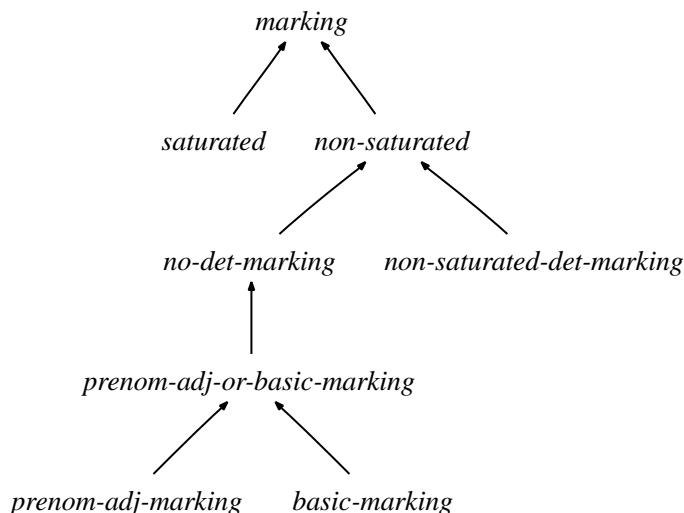 marking
saturated non-saturated
no-det-marking non-saturated-det-marking
prenom-adj-or-basic-marking
prenom-adj-marking basic-marking